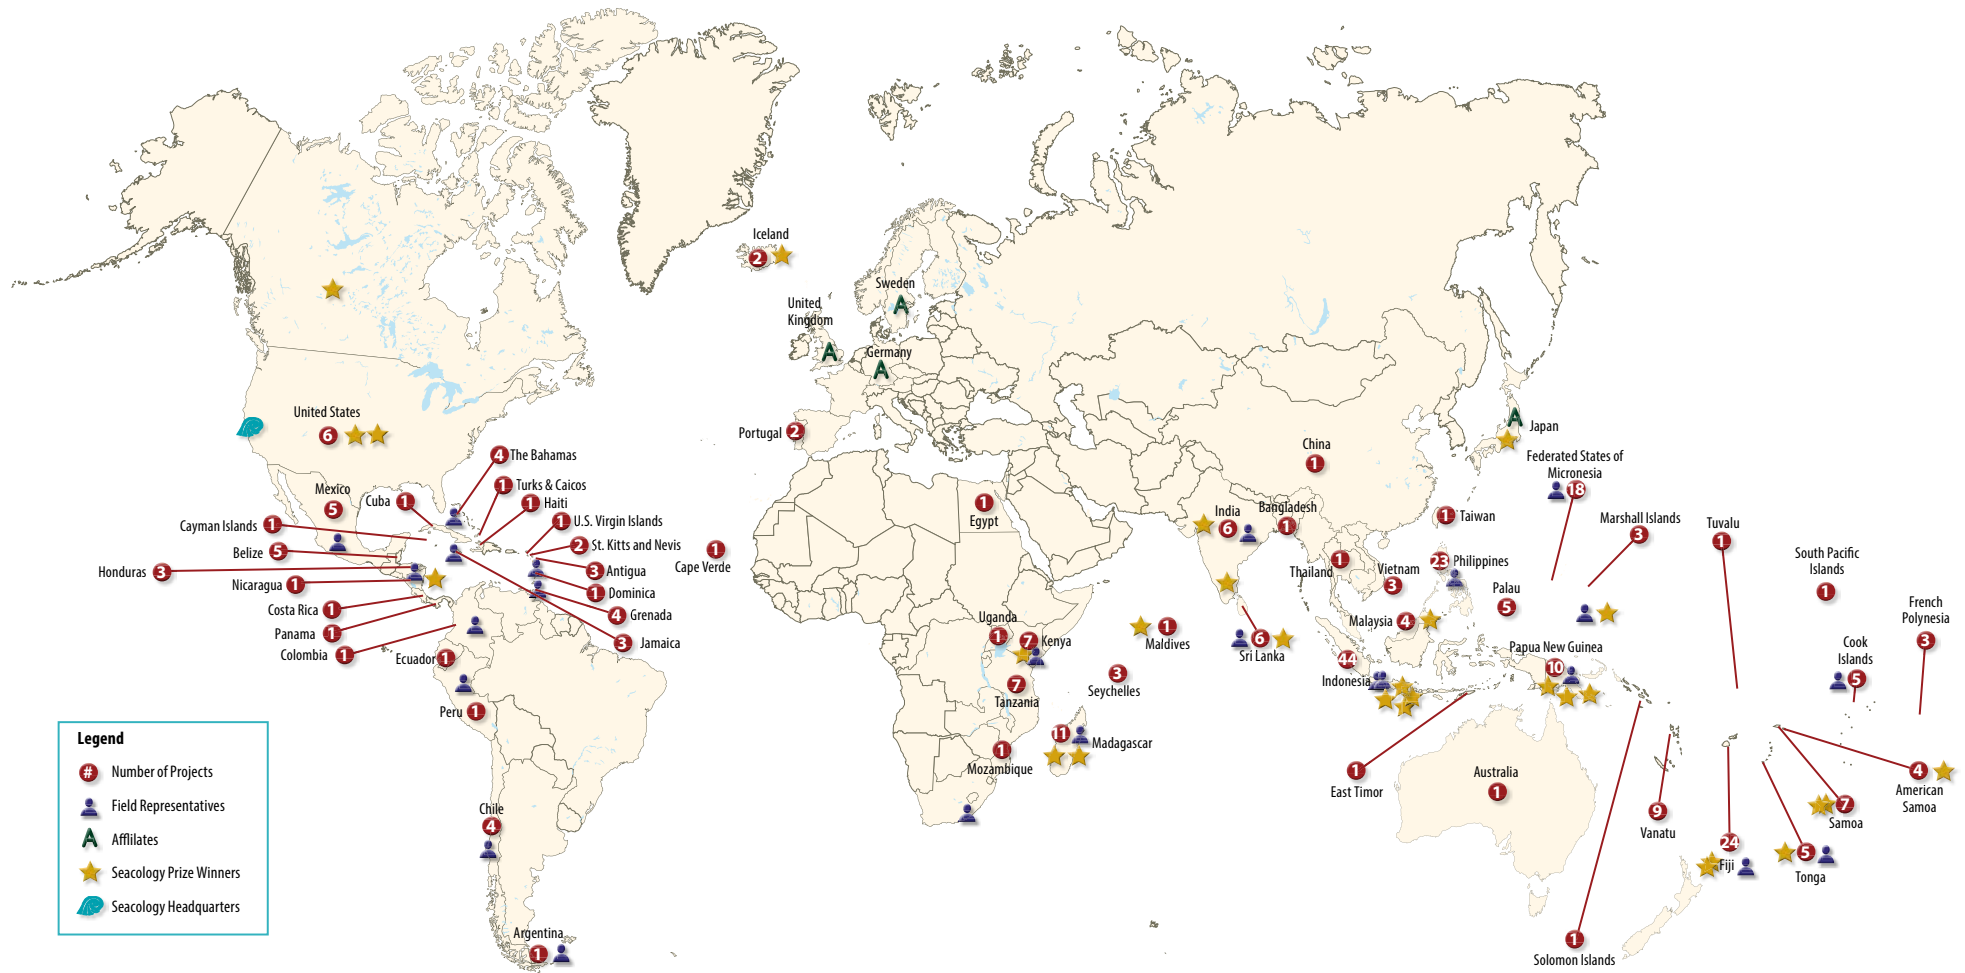 Iceland
2
Sweden
A
United
Kingdom
A
Germany
A
United States
6
Portugal 2
A
Japan
China
1
The Bahamas
4
Federated States of
Micronesia
18
Mexico
5
Cuba 1
1 Turks & Caicos
1 Haiti
Cayman Islands 1
1 U.S. Virgin Islands
Belize 5
2 St. Kitts and Nevis
Honduras 3
3 Antigua
Nicaragua 1
1 Dominica
Costa Rica 1
4 Grenada
Panama 1
3 Jamaica
Colombia 1
Ecuador 1
Peru 1
1
Cape Verde
1
Egypt
India
6
Bangladesh
1
1 Taiwan
Marshall Islands
3
Tuvalu
1
South Pacific
Islands
1
1
Thailand
Vietnam
3
23 Philippines
Palau
5
French
Polynesia
3
Uganda
1
7 Kenya
7
Tanzania
1
Maldives
3
Seychelles
6
Sri Lanka
Malaysia 4
44
Indonesia
Papua New Guinea
10
Cook
Islands
5
11
Madagascar
1
Mozambique
1
East Timor
Australia
1
9
Vanatu
24
Fiji
5
Tonga
7
Samoa
4
American
Samoa
1
Solomon Islands
Chile
4
Argentina
1
Legend
# Number of Projects
Field Representatives
A Afflilates
Seacology Prize Winners
Seacology Headquarters